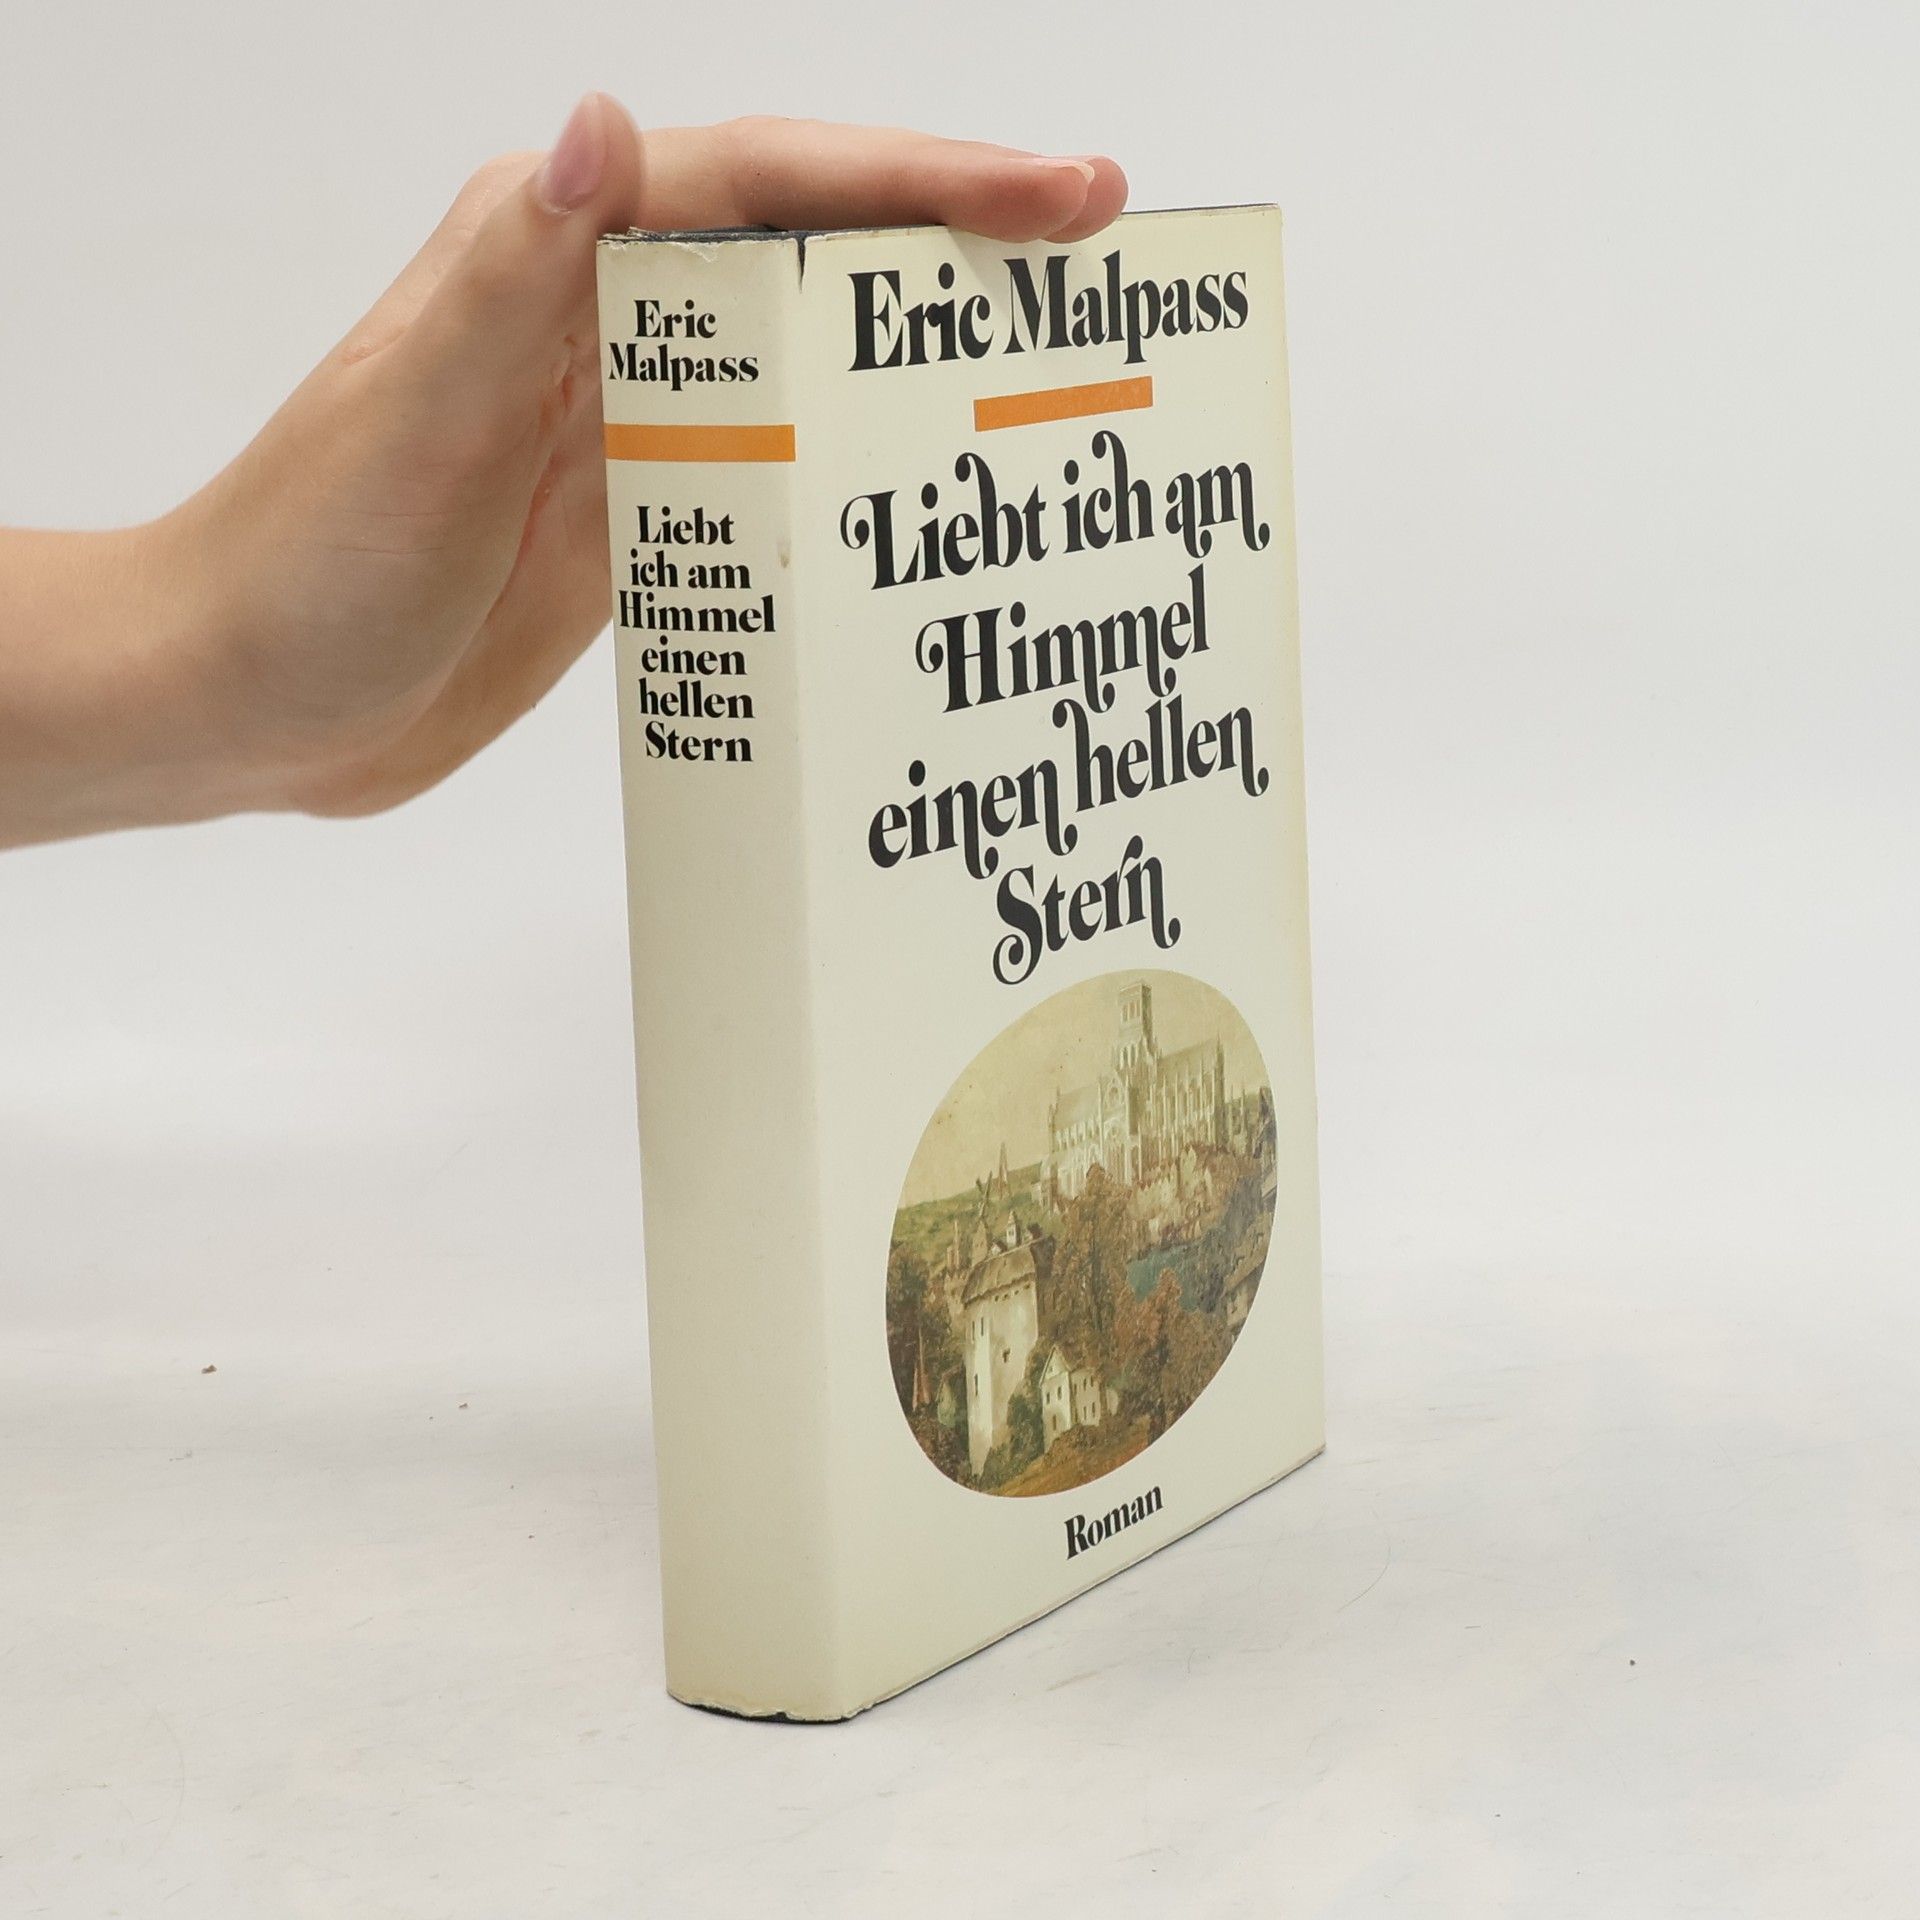 Eric
Malpass
Liebt
ich am
Himmel
einen
hellen
Stern
Eric Malpass
Liebt ich am
Himmel
einen hellen
Stern
Roman